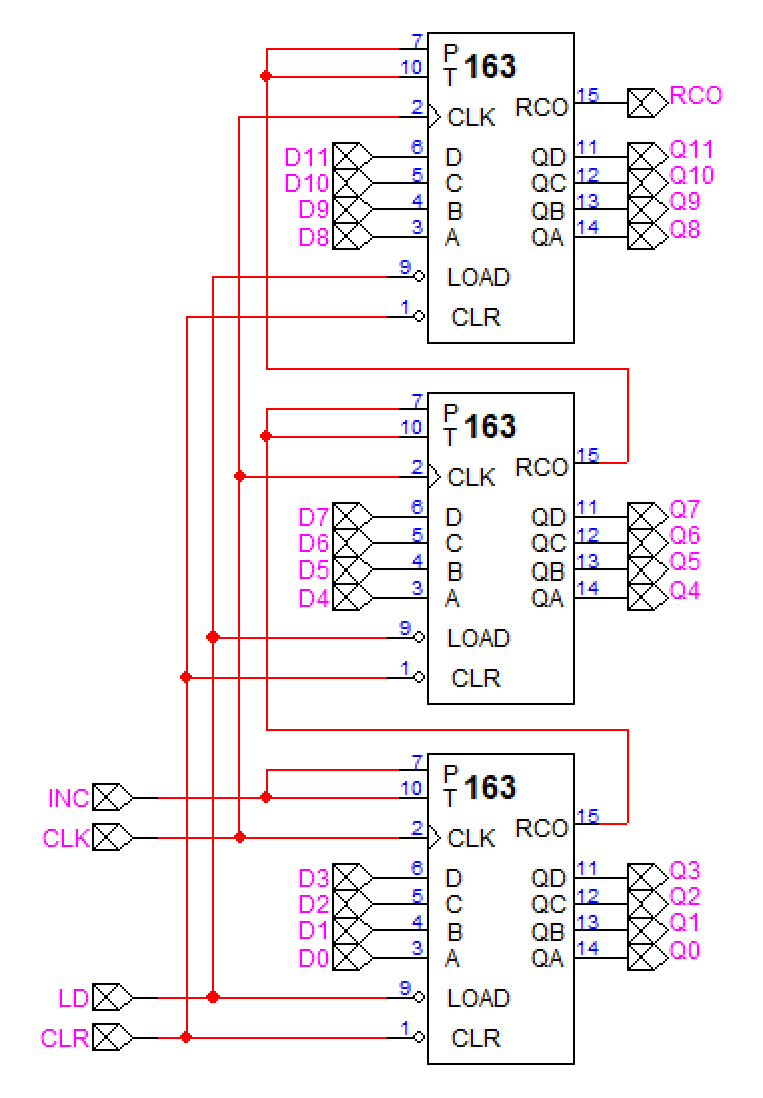 7 P 163
10 T
2 CLK RCO 15 RCO
D11 6 D QD 11 Q11
D10 5 C QC 12 Q10
D9 4 B QB 13 Q9
D8 3 A QA 14 Q8
9 LOAD
1 CLR
7 P 163
10 T
2 CLK RCO 15
D7 6 D QD 11 Q7
D6 5 C QC 12 Q6
D5 4 B QB 13 Q5
D4 3 A QA 14 Q4
9 LOAD
1 CLR
7 P 163
INC 10 T
CLK 2 CLK RCO 15
D3 6 D QD 11 Q3
D2 5 C QC 12 Q2
D1 4 B QB 13 Q1
D0 3 A QA 14 Q0
LD 9 LOAD
CLR 1 CLR